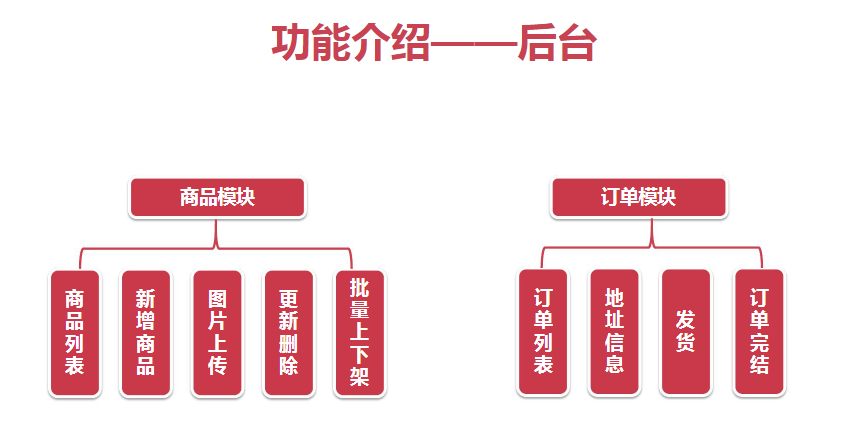 功能介绍——后台
商品模块
订单模块
商品列表
新增商品
图片上传
更新删除
批量上下架
订单列表
地址信息
发货
订单完结